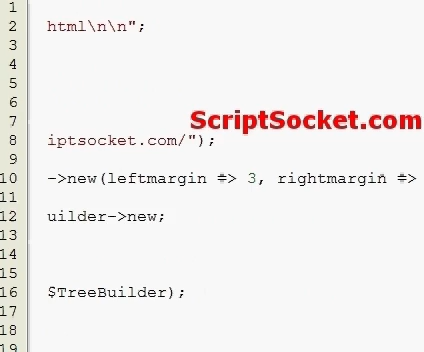 1
2 html\n\n";
3
4
5
6
7
ScriptSocket.com
8 iptsocket.com/");
9
10 ->new(leftmargin => 3, rightmargin =>
11
12 uilder->new;
13
14
15
16 $TreeBuilder);
17
18
19